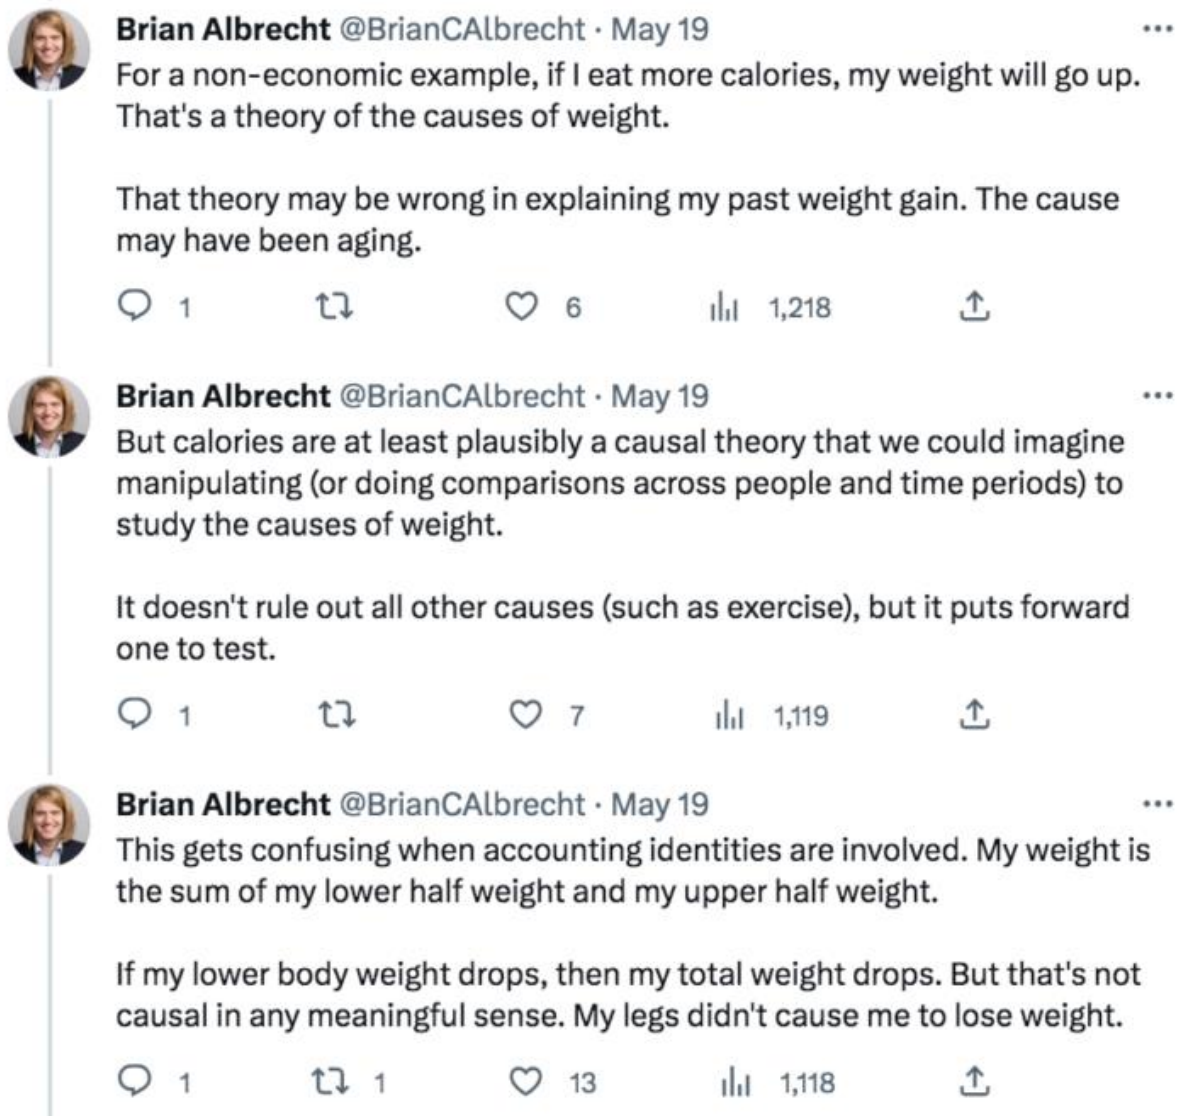 Brian Albrecht @BrianCAlbrecht · May 19
For a non-economic example, if I eat more calories, my weight will go up.
That's a theory of the causes of weight.
That theory may be wrong in explaining my past weight gain. The cause
may have been aging.
1 6 1,218
Brian Albrecht @BrianCAlbrecht · May 19
But calories are at least plausibly a causal theory that we could imagine
manipulating (or doing comparisons across people and time periods) to
study the causes of weight.
It doesn't rule out all other causes (such as exercise), but it puts forward
one to test.
1 7 1,119
Brian Albrecht @BrianCAlbrecht · May 19
This gets confusing when accounting identities are involved. My weight is
the sum of my lower half weight and my upper half weight.
If my lower body weight drops, then my total weight drops. But that's not
causal in any meaningful sense. My legs didn't cause me to lose weight.
1 1 13 1,118